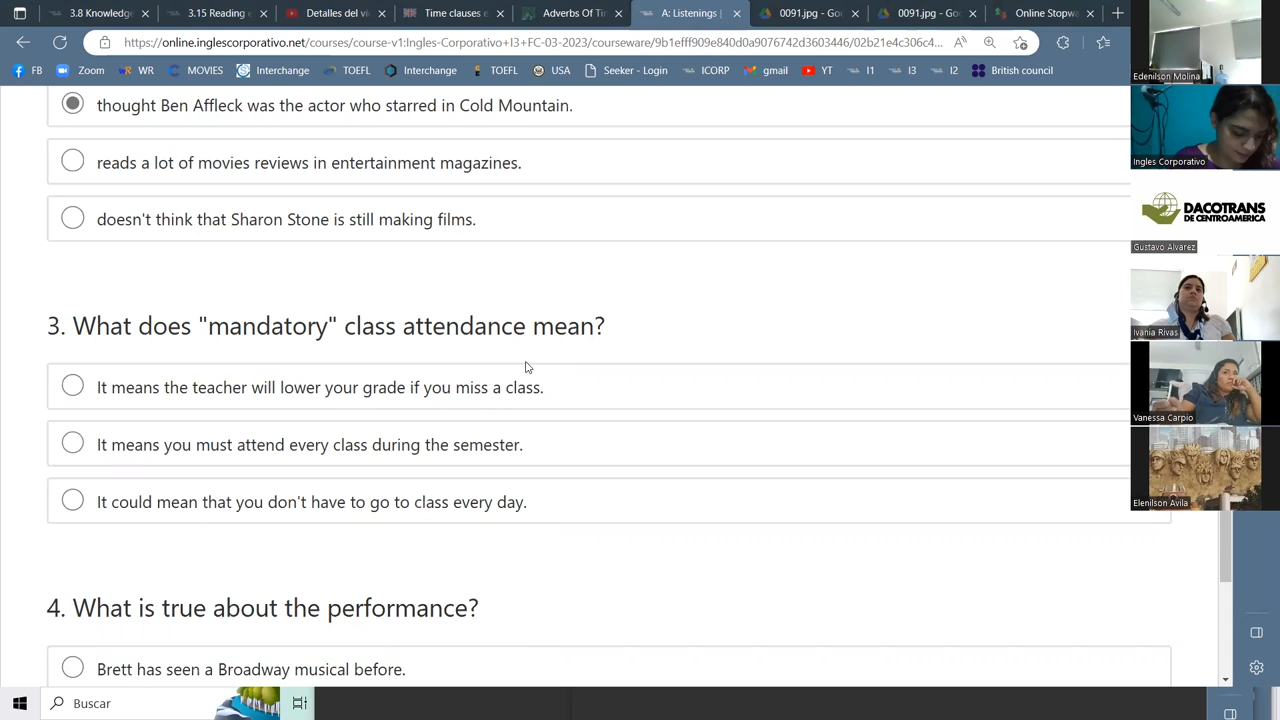 3.8 Knowledge
3.15 Reading e
Detalles del vi
Time clauses e
Adverbs Of Tim
A: Listenings |
0091.jpg - Goo
0091.jpg - Goo
Online Stopwa
https://online.inglescorporativo.net/courses/course-v1:Ingles-Corporativo+I3+FC-03-2023/courseware/9b1efff909e840d0a9076742d3603446/02b21e4c306c4...
FB
Zoom
WR
MOVIES
Interchange
TOEFL
Interchange
TOEFL
USA
Seeker - Login
ICORP
gmail
YT
I1
I3
I2
British council
thought Ben Affleck was the actor who starred in Cold Mountain.
reads a lot of movies reviews in entertainment magazines.
doesn't think that Sharon Stone is still making films.
3. What does "mandatory" class attendance mean?
It means the teacher will lower your grade if you miss a class.
It means you must attend every class during the semester.
It could mean that you don't have to go to class every day.
4. What is true about the performance?
Brett has seen a Broadway musical before.
Edenilson Molina
Ingles Corporativo
DACOTRANS
DE CENTROAMERICA
Gustavo Alvarez
Ivania Rivas
Vanessa Carpio
Elenilson Avila
Buscar